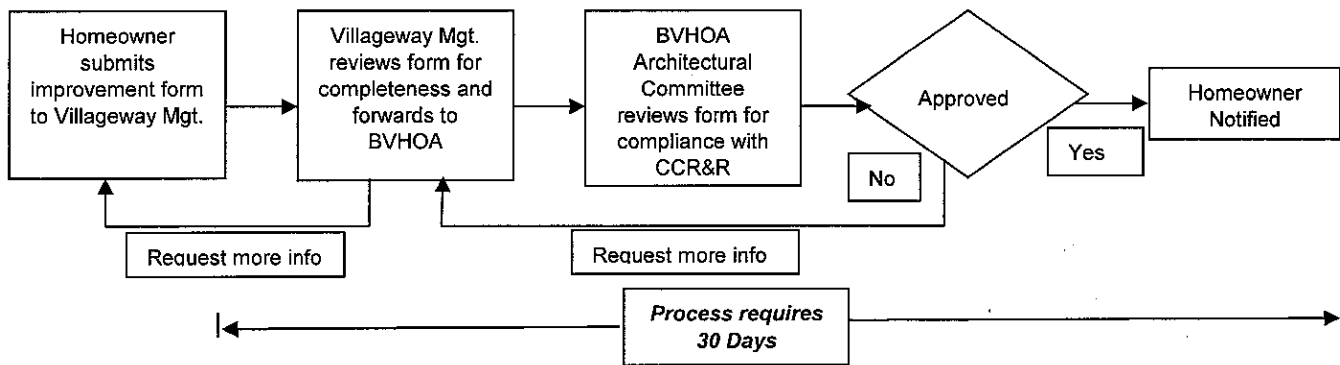 Homeowner
submits
improvement form
to Villageway Mgt.
Villageway Mgt.
reviews form for
completeness and
forwards to
BVHOA
BVHOA
Architectural
Committee
reviews form for
compliance with
CCR&R
Approved
Homeowner
Notified
Yes
No
Request more info
Request more info
Process requires
30 Days